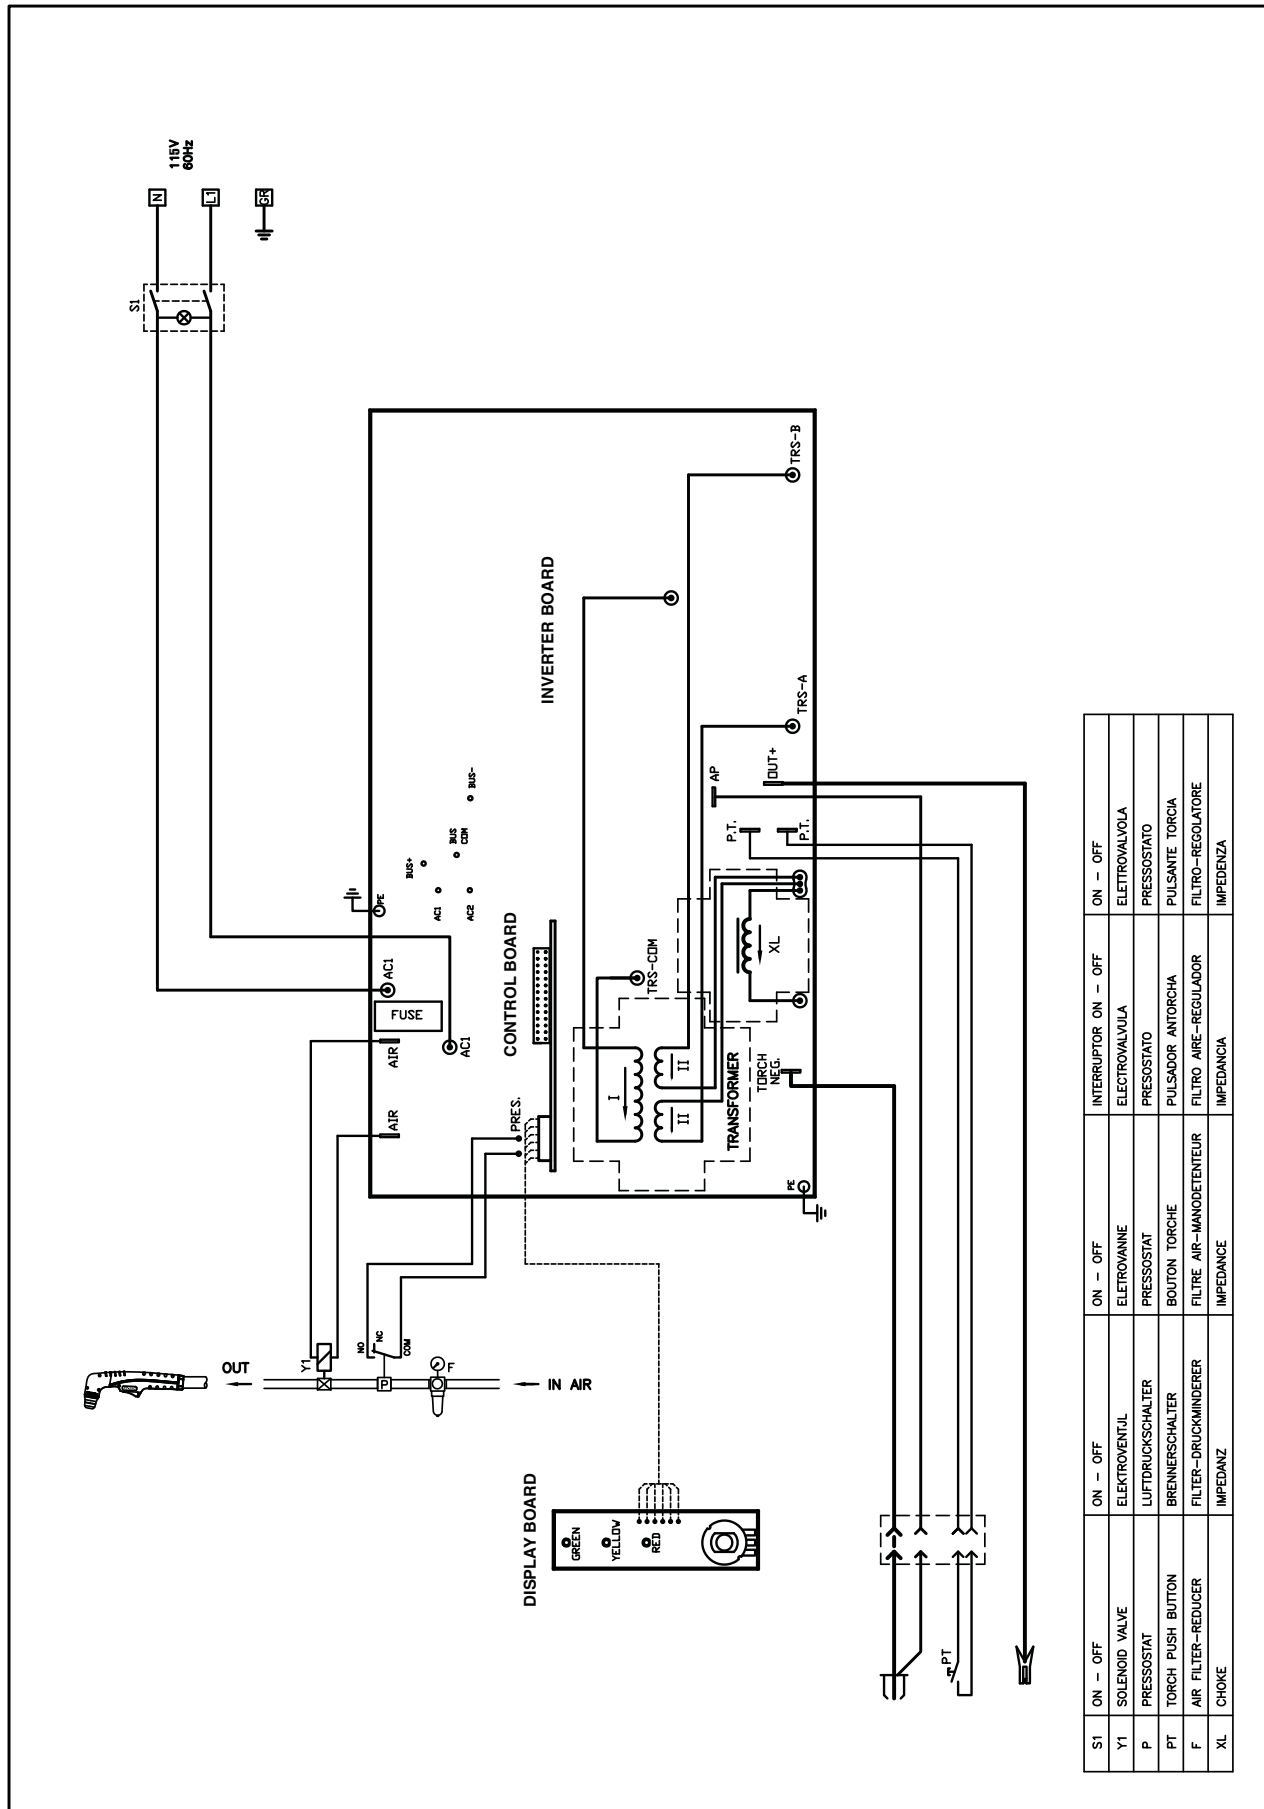 115V
60Hz
N
L1
GR
S1
INVERTER BOARD
TRS-B
TRS-A
AP
OUT+
P.T.
P.T.
BUS-
BUS
COM
BUS+
AC1
AC2
PE
AC1
FUSE
AC1
AIR
AIR
CONTROL BOARD
PRES.
TRS-COM
XL
I
II
II
TRANSFORMER
TORCH
NEG.
PE
OUT
Y1
NO
NC
COM
P
F
IN AIR
DISPLAY BOARD
GREEN
YELLOW
RED
PT
S1 ON - OFF ON - OFF ON - OFF INTERRUPTOR ON - OFF ON - OFF
Y1 SOLENOID VALVE ELEKTROVENTJL ELETROVANNE ELECTROVALVULA ELETTROVALVOLA
P PRESSOSTAT LUFTDRUCKSCHALTER PRESSOSTAT PRESOSTATO PRESSOSTATO
PT TORCH PUSH BUTTON BRENNERSCHALTER BOUTON TORCHE PULSADOR ANTORCHA PULSANTE TORCIA
F AIR FILTER-REDUCER FILTER-DRUCKMINDERER FILTRE AIR-MANODETENTEUR FILTRO AIRE-REGULADOR FILTRO-REGOLATORE
XL CHOKE IMPEDANZ IMPEDANCE IMPEDANCIA IMPEDENZA